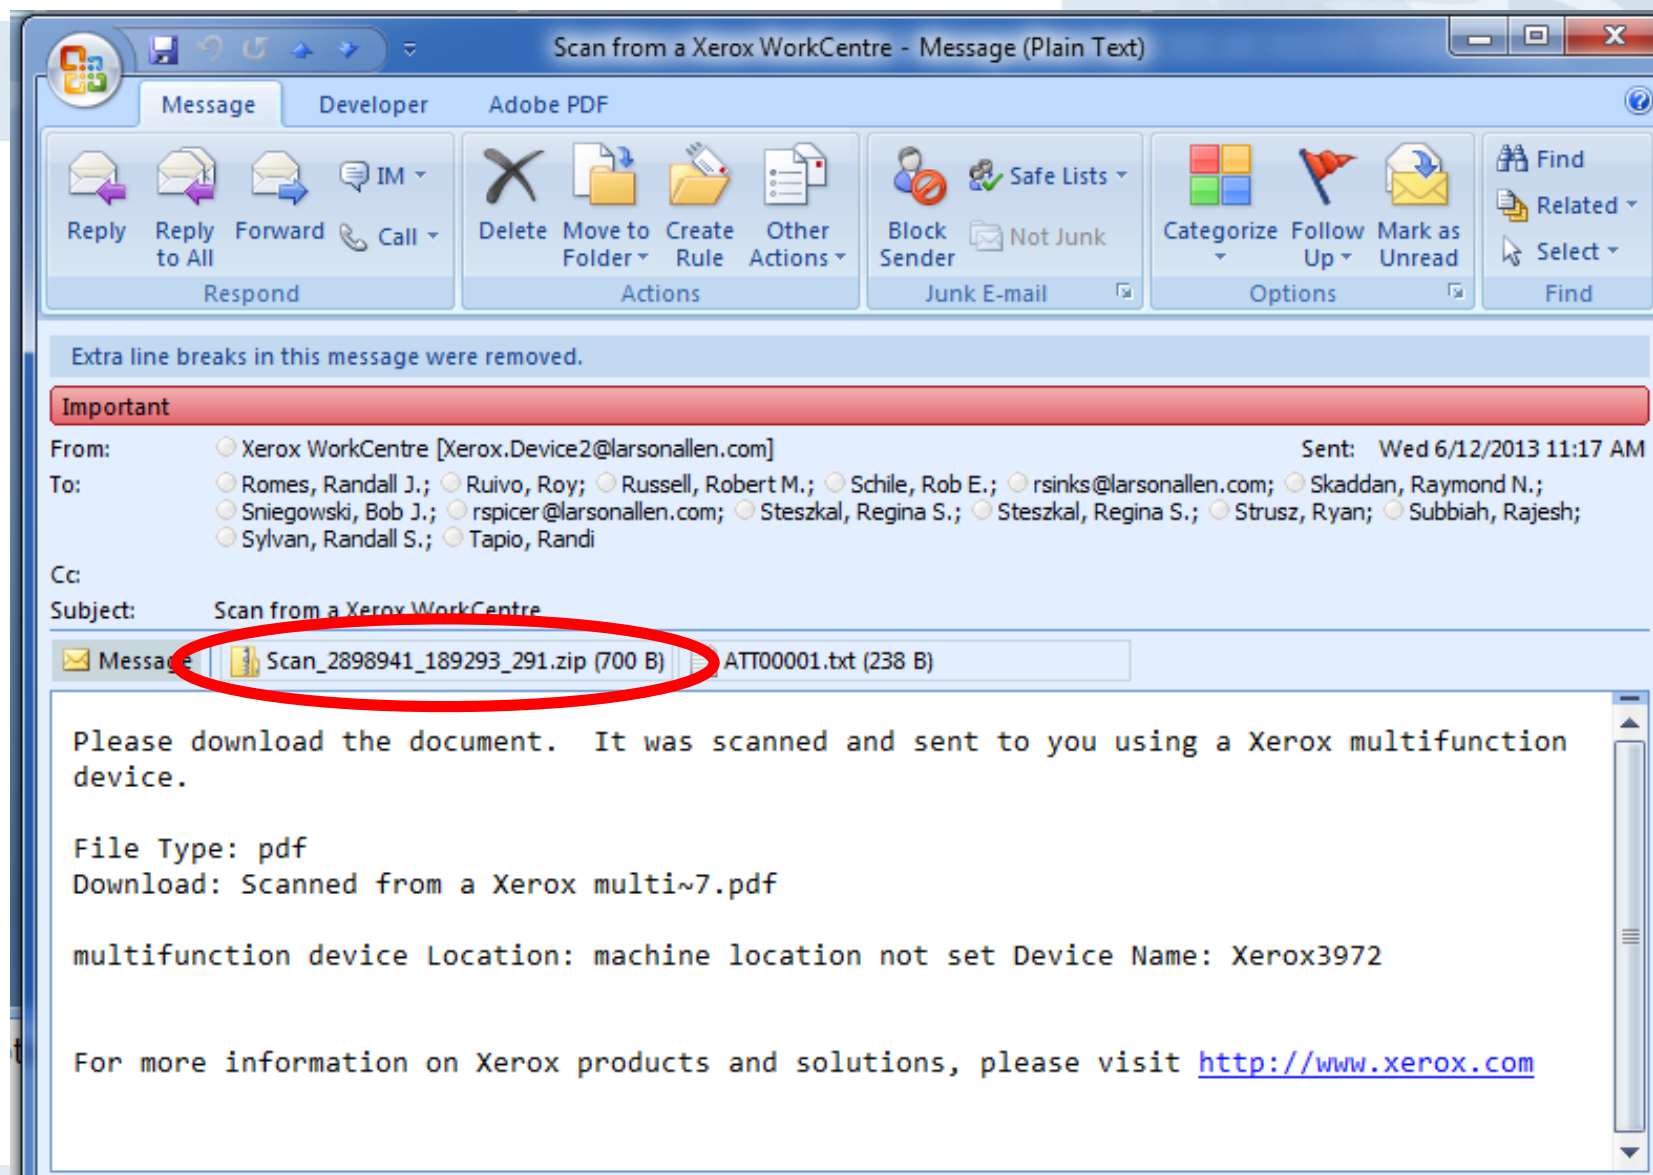 Scan from a Xerox WorkCentre - Message (Plain Text)
Message Developer Adobe PDF
Reply
Reply to All
Forward
IM
Call
Respond
Delete
Move to Folder
Create Rule
Other Actions
Actions
Block Sender
Safe Lists
Not Junk
Junk E-mail
Categorize
Follow Up
Mark as Unread
Options
Find
Related
Select
Find
Extra line breaks in this message were removed.
Important
From: Xerox WorkCentre [Xerox.Device2@larsonallen.com] Sent: Wed 6/12/2013 11:17 AM
To: Romes, Randall J.; Ruivo, Roy; Russell, Robert M.; Schile, Rob E.; rsinks@larsonallen.com; Skaddan, Raymond N.;
Sniegowski, Bob J.; rspicer@larsonallen.com; Steszkal, Regina S.; Steszkal, Regina S.; Strusz, Ryan; Subbiah, Rajesh;
Sylvan, Randall S.; Tapio, Randi
Cc:
Subject: Scan from a Xerox WorkCentre
Message Scan_2898941_189293_291.zip (700 B) ATT00001.txt (238 B)
Please download the document. It was scanned and sent to you using a Xerox multifunction
device.
File Type: pdf
Download: Scanned from a Xerox multi~7.pdf
multifunction device Location: machine location not set Device Name: Xerox3972
For more information on Xerox products and solutions, please visit http://www.xerox.com